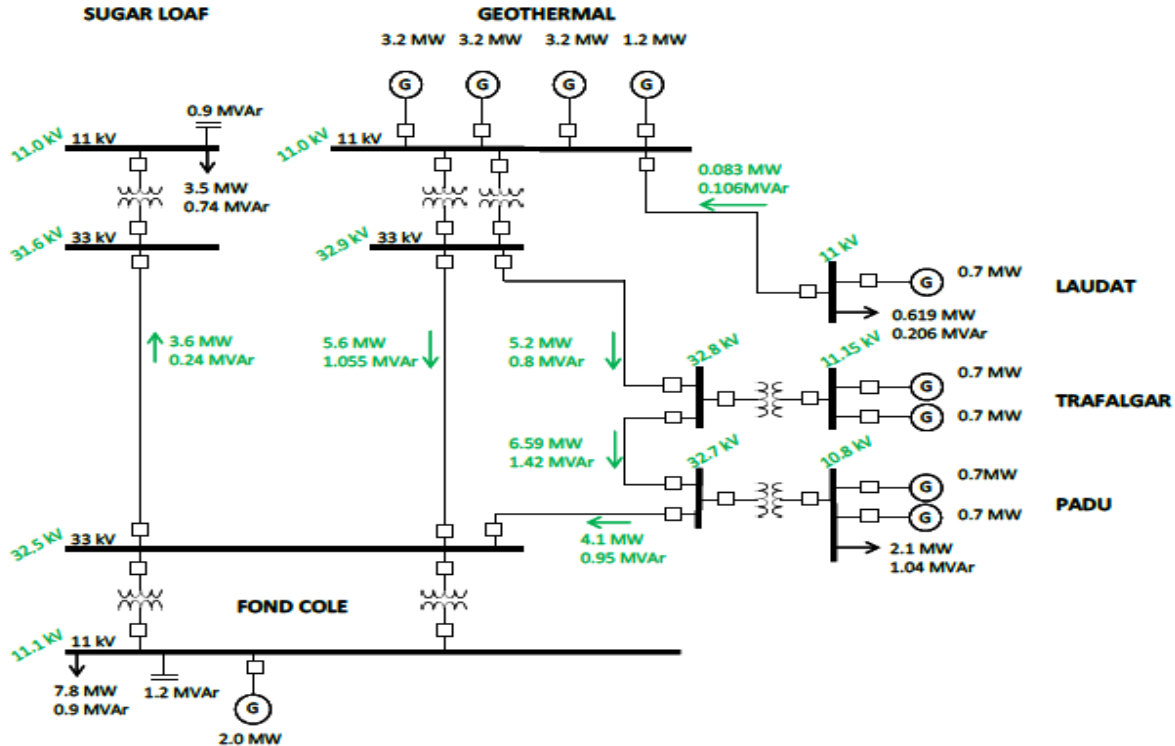 SUGAR LOAF
GEOTHERMAL
3.2 MW 3.2 MW 3.2 MW 1.2 MW
G G G G
0.9 MVAr
11.0 kV 11 kV
11.0 kV 11 kV
3.5 MW
0.74 MVAr
0.083 MW
0.106MVAr
31.6 kV 33 kV
32.9 kV 33 kV
11 kV
G 0.7 MW
LAUDAT
0.619 MW
0.206 MVAr
3.6 MW
0.24 MVAr
5.6 MW
1.055 MVAr
5.2 MW
0.8 MVAr
32.8 kV
11.15 kV
G 0.7 MW
G 0.7 MW
TRAFALGAR
6.59 MW
1.42 MVAr
32.7 kV
10.8 kV
G 0.7MW
G 0.7 MW
PADU
4.1 MW
0.95 MVAr
2.1 MW
1.04 MVAr
32.5 kV 33 kV
FOND COLE
11.1 kV 11 kV
7.8 MW
0.9 MVAr
1.2 MVAr
G
2.0 MW